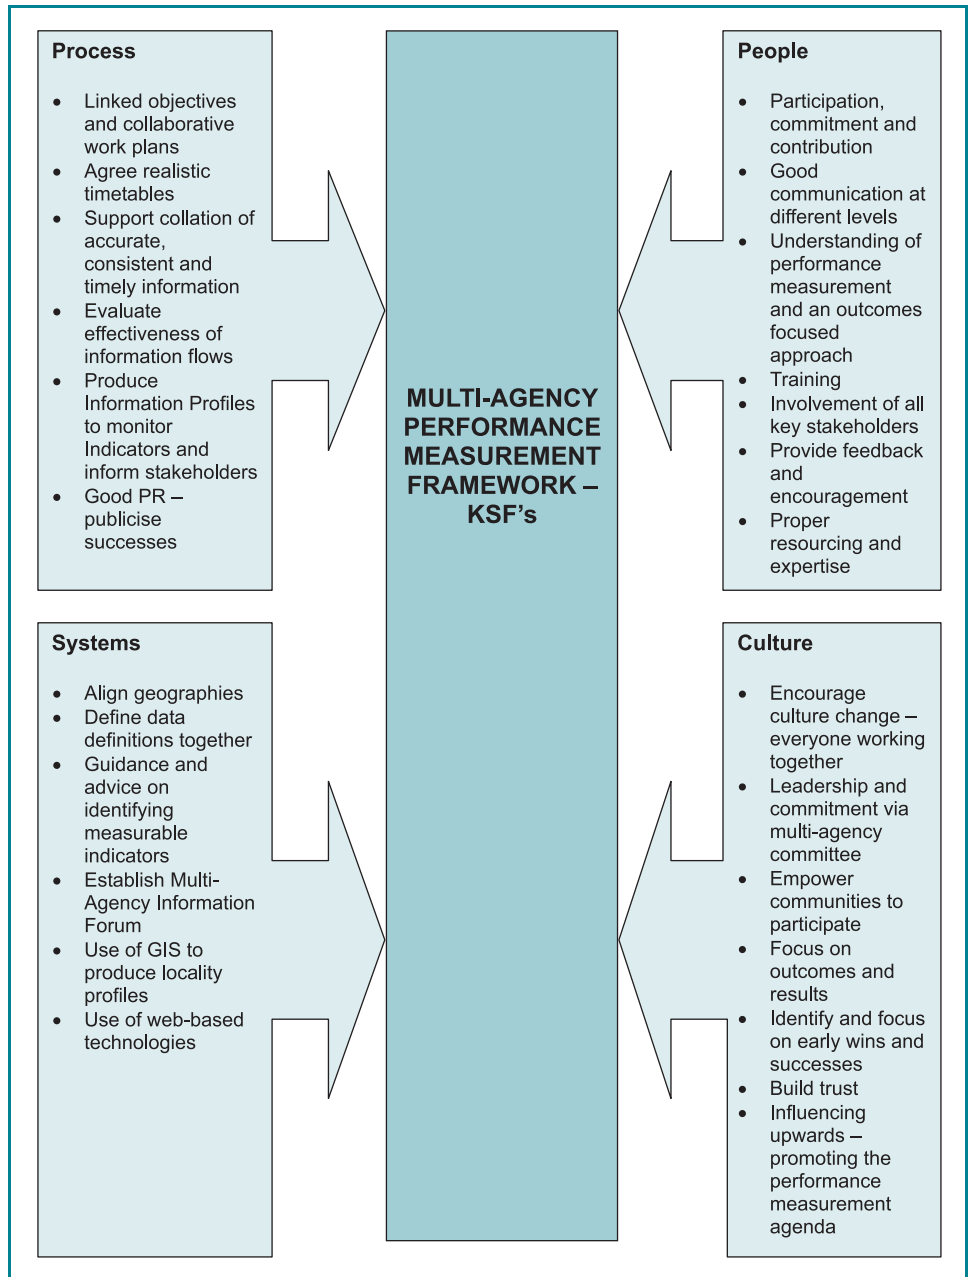 Process
• Linked objectives
and collaborative
work plans
• Agree realistic
timetables
• Support collation of
accurate,
consistent and
timely information
• Evaluate
effectiveness of
information flows
• Produce
Information Profiles
to monitor
Indicators and
inform stakeholders
• Good PR –
publicise
successes
Systems
• Align geographies
• Define data
definitions together
• Guidance and
advice on
identifying
measurable
indicators
• Establish Multi-
Agency Information
Forum
• Use of GIS to
produce locality
profiles
• Use of web-based
technologies
MULTI-AGENCY
PERFORMANCE
MEASUREMENT
FRAMEWORK –
KSF’s
People
• Participation,
commitment and
contribution
• Good
communication at
different levels
• Understanding of
performance
measurement
and an outcomes
focused
approach
• Training
• Involvement of all
key stakeholders
• Provide feedback
and
encouragement
• Proper
resourcing and
expertise
Culture
• Encourage
culture change –
everyone working
together
• Leadership and
commitment via
multi-agency
committee
• Empower
communities to
participate
• Focus on
outcomes and
results
• Identify and focus
on early wins and
successes
• Build trust
• Influencing
upwards –
promoting the
performance
measurement
agenda